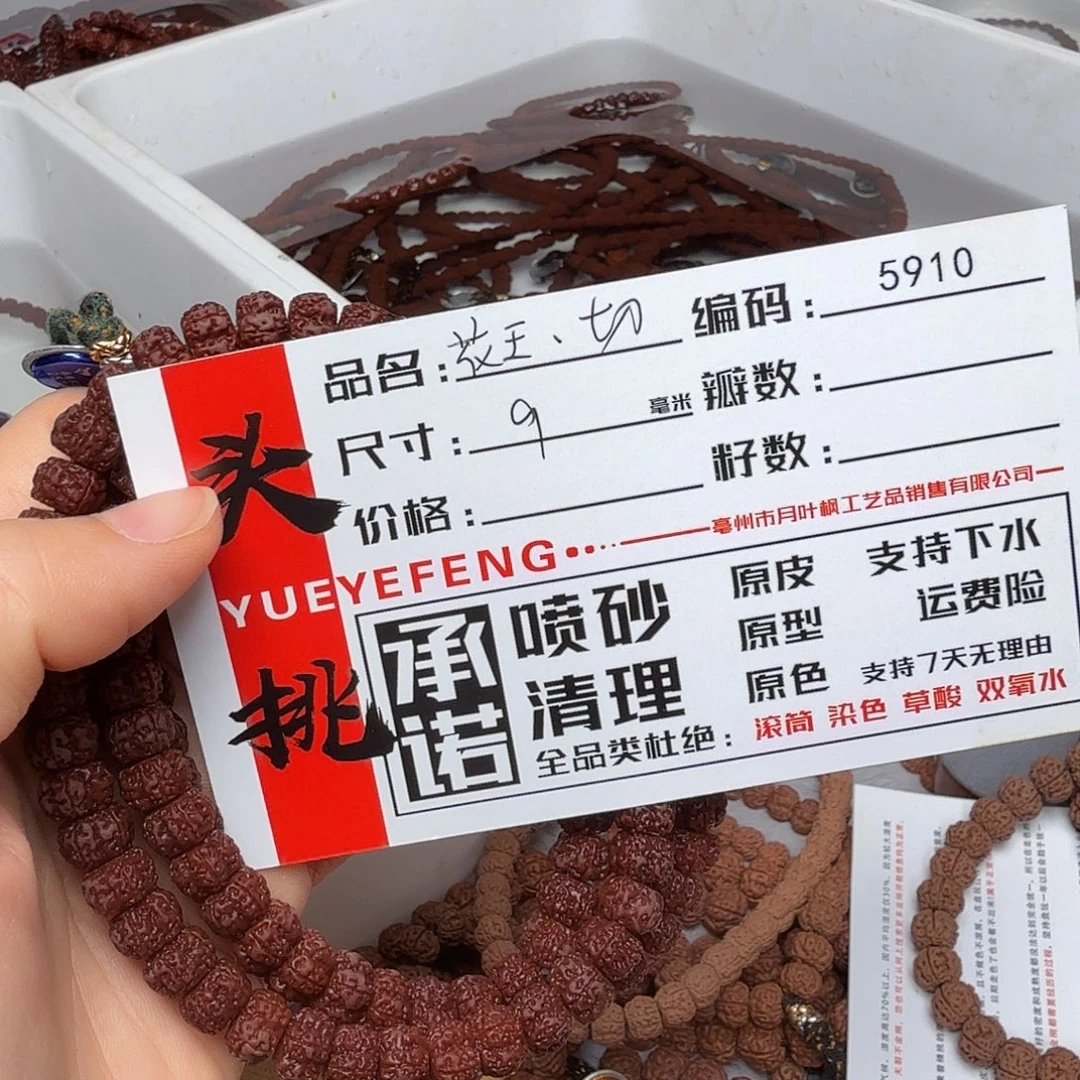 头挑
YUEYEFENG
品名：苁王、切
编码：5910
尺寸：9毫米
瓣数：
价格：
籽数：
亳州市月叶枫工艺品销售有限公司
承诺
喷砂
清理
原皮
原型
原色
支持下水
运费险
支持7天无理由
全品类杜绝：滚筒 染色 草酸 双氧水